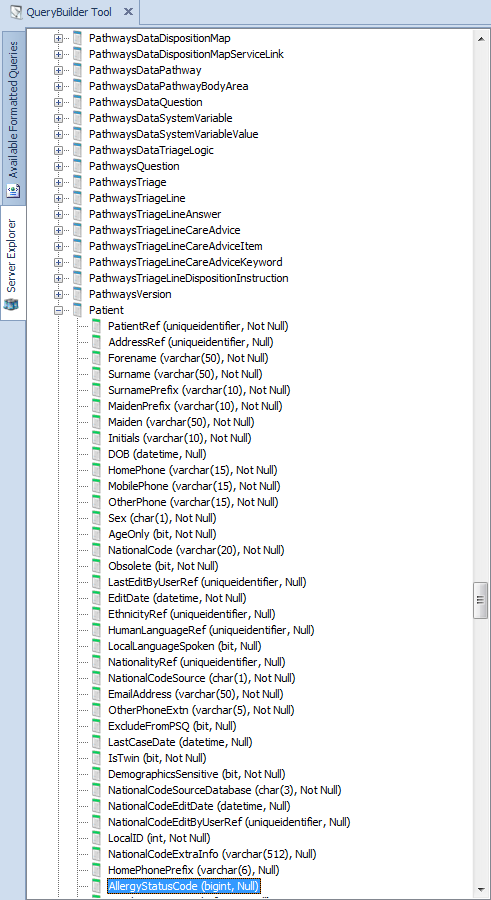 QueryBuilder Tool
Available Formatted Queries
Server Explorer
PathwaysDataDispositionMap
PathwaysDataDispositionMapServiceLink
PathwaysDataPathway
PathwaysDataPathwayBodyArea
PathwaysDataQuestion
PathwaysDataSystemVariable
PathwaysDataSystemVariableValue
PathwaysDataTriageLogic
PathwaysQuestion
PathwaysTriage
PathwaysTriageLine
PathwaysTriageLineAnswer
PathwaysTriageLineCareAdvice
PathwaysTriageLineCareAdviceItem
PathwaysTriageLineCareAdviceKeyword
PathwaysTriageLineDispositionInstruction
PathwaysVersion
Patient
PatientRef (uniqueidentifier, Not Null)
AddressRef (uniqueidentifier, Null)
Forename (varchar(50), Not Null)
Surname (varchar(50), Not Null)
SurnamePrefix (varchar(10), Not Null)
MaidenPrefix (varchar(10), Not Null)
Maiden (varchar(50), Not Null)
Initials (varchar(10), Not Null)
DOB (datetime, Null)
HomePhone (varchar(15), Not Null)
MobilePhone (varchar(15), Not Null)
OtherPhone (varchar(15), Not Null)
Sex (char(1), Not Null)
AgeOnly (bit, Not Null)
NationalCode (varchar(20), Not Null)
Obsolete (bit, Not Null)
LastEditByUserRef (uniqueidentifier, Null)
EditDate (datetime, Not Null)
EthnicityRef (uniqueidentifier, Null)
HumanLanguageRef (uniqueidentifier, Null)
LocalLanguageSpoken (bit, Null)
NationalityRef (uniqueidentifier, Null)
NationalCodeSource (char(1), Not Null)
EmailAddress (varchar(50), Not Null)
OtherPhoneExtn (varchar(5), Not Null)
ExcludeFromPSQ (bit, Null)
LastCaseDate (datetime, Null)
IsTwin (bit, Not Null)
DemographicsSensitive (bit, Not Null)
NationalCodeSourceDatabase (char(3), Not Null)
NationalCodeEditDate (datetime, Null)
NationalCodeEditByUserRef (uniqueidentifier, Null)
LocalID (int, Not Null)
NationalCodeExtraInfo (varchar(512), Null)
HomePhonePrefix (varchar(6), Null)
AllergyStatusCode (bigint, Null)